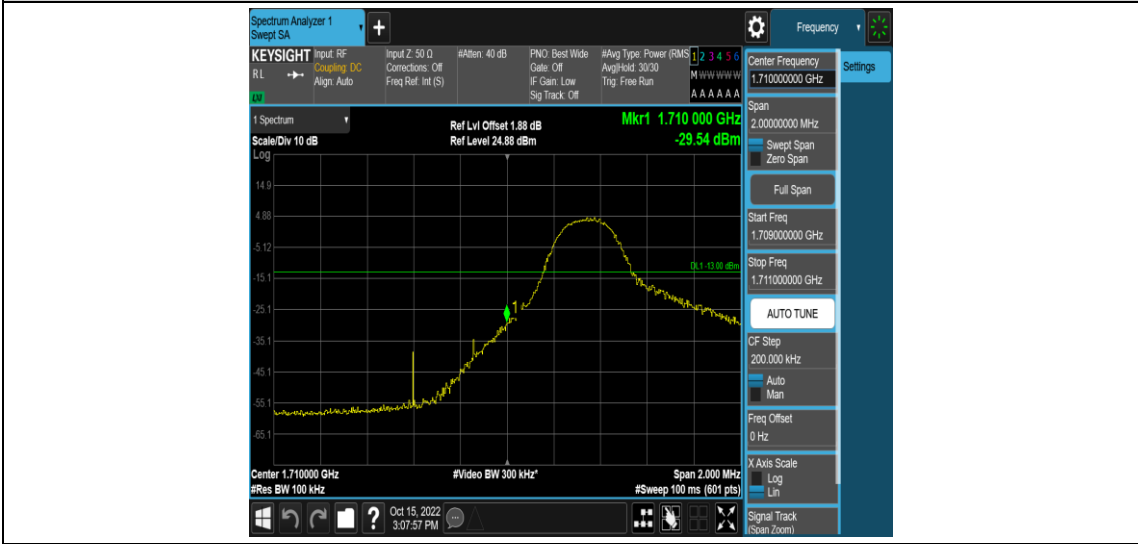 Spectrum Analyzer 1
Swept SA
+
Frequency
KEYSIGHT
RL
Input: RF
Coupling: DC
Align: Auto
Input Z: 50 Ω
Corrections: Off
Freq Ref: Int (S)
#Atten: 40 dB
PNO: Best Wide
Gate: Off
IF Gain: Low
Sig Track: Off
#Avg Type: Power (RMS
Avg|Hold: 30/30
Trig: Free Run
1 2 3 4 5 6
M W W W W W
A A A A A A
1 Spectrum
Scale/Div 10 dB
Log
Ref Lvl Offset 1.88 dB
Ref Level 24.88 dBm
Mkr1 1.710 000 GHz
-29.54 dBm
14.9
4.88
-5.12
-15.1
-25.1
-35.1
-45.1
-55.1
-65.1
DL1 -13.00 dBm
1
Center 1.710000 GHz
#Res BW 100 kHz
#Video BW 300 kHz*
Span 2.000 MHz
#Sweep 100 ms (601 pts)
?
Oct 15, 2022
3:07:57 PM
Center Frequency
1.710000000 GHz
Settings
Span
2.00000000 MHz
Swept Span
Zero Span
Full Span
Start Freq
1.709000000 GHz
Stop Freq
1.711000000 GHz
AUTO TUNE
CF Step
200.000 kHz
Auto
Man
Freq Offset
0 Hz
X Axis Scale
Log
Lin
Signal Track
(Span Zoom)